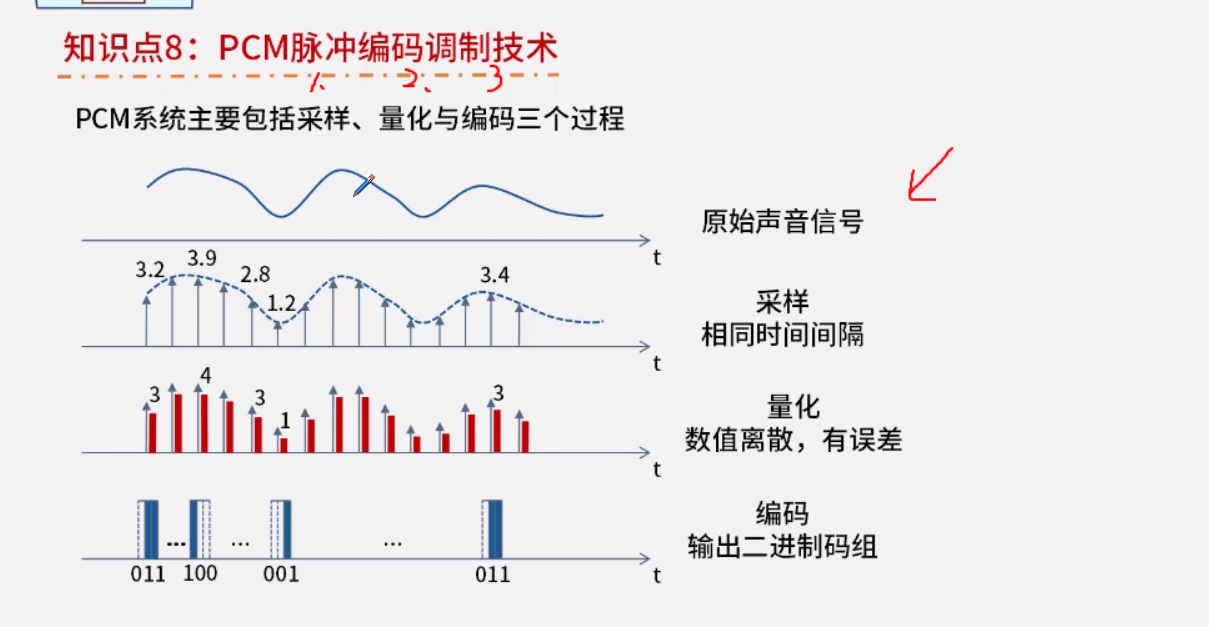 知识点8：PCM脉冲编码调制技术
1、 2、 3
PCM系统主要包括采样、量化与编码三个过程
原始声音信号
t
3.2 3.9 2.8 1.2 3.4
采样
相同时间间隔
t
3 4 3 1 3
量化
数值离散，有误差
t
... ... ...
编码
输出二进制码组
011 100 001 011 t